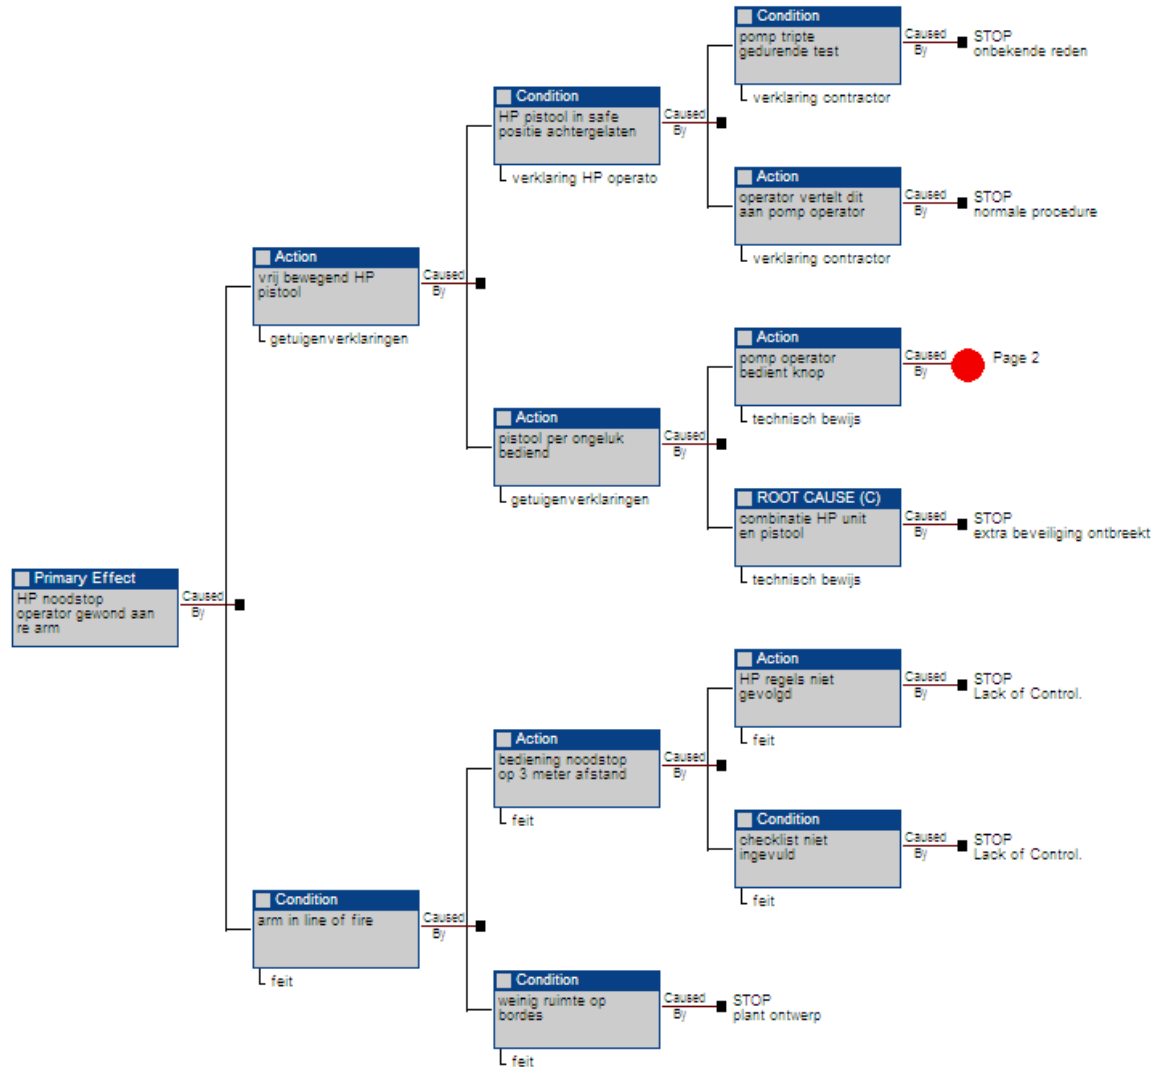 Condition
pomp tripte
gedurende test
Caused
By
STOP
onbekende reden
verklaring contractor
Condition
HP pistool in safe
positie achtergelaten
Caused
By
verklaring HP operato
Action
operator vertelt dit
aan pomp operator
Caused
By
STOP
normale procedure
verklaring contractor
Action
vrij bewegend HP
pistool
Caused
By
getuigenverklaringen
Action
pomp operator
bedient knop
Caused
By
Page 2
technisch bewijs
Action
pistool per ongeluk
bediend
Caused
By
getuigenverklaringen
ROOT CAUSE (C)
combinatie HP unit
en pistool
Caused
By
STOP
extra beveiliging ontbreekt
technisch bewijs
Primary Effect
HP noodstop
operator gewond aan
re arm
Caused
By
Action
HP regels niet
gevolgd
Caused
By
STOP
Lack of Control.
feit
Action
bediening noodstop
op 3 meter afstand
Caused
By
feit
Condition
checklist niet
ingevuld
Caused
By
STOP
Lack of Control.
feit
Condition
arm in line of fire
Caused
By
feit
Condition
weinig ruimte op
bordes
Caused
By
STOP
plant ontwerp
feit